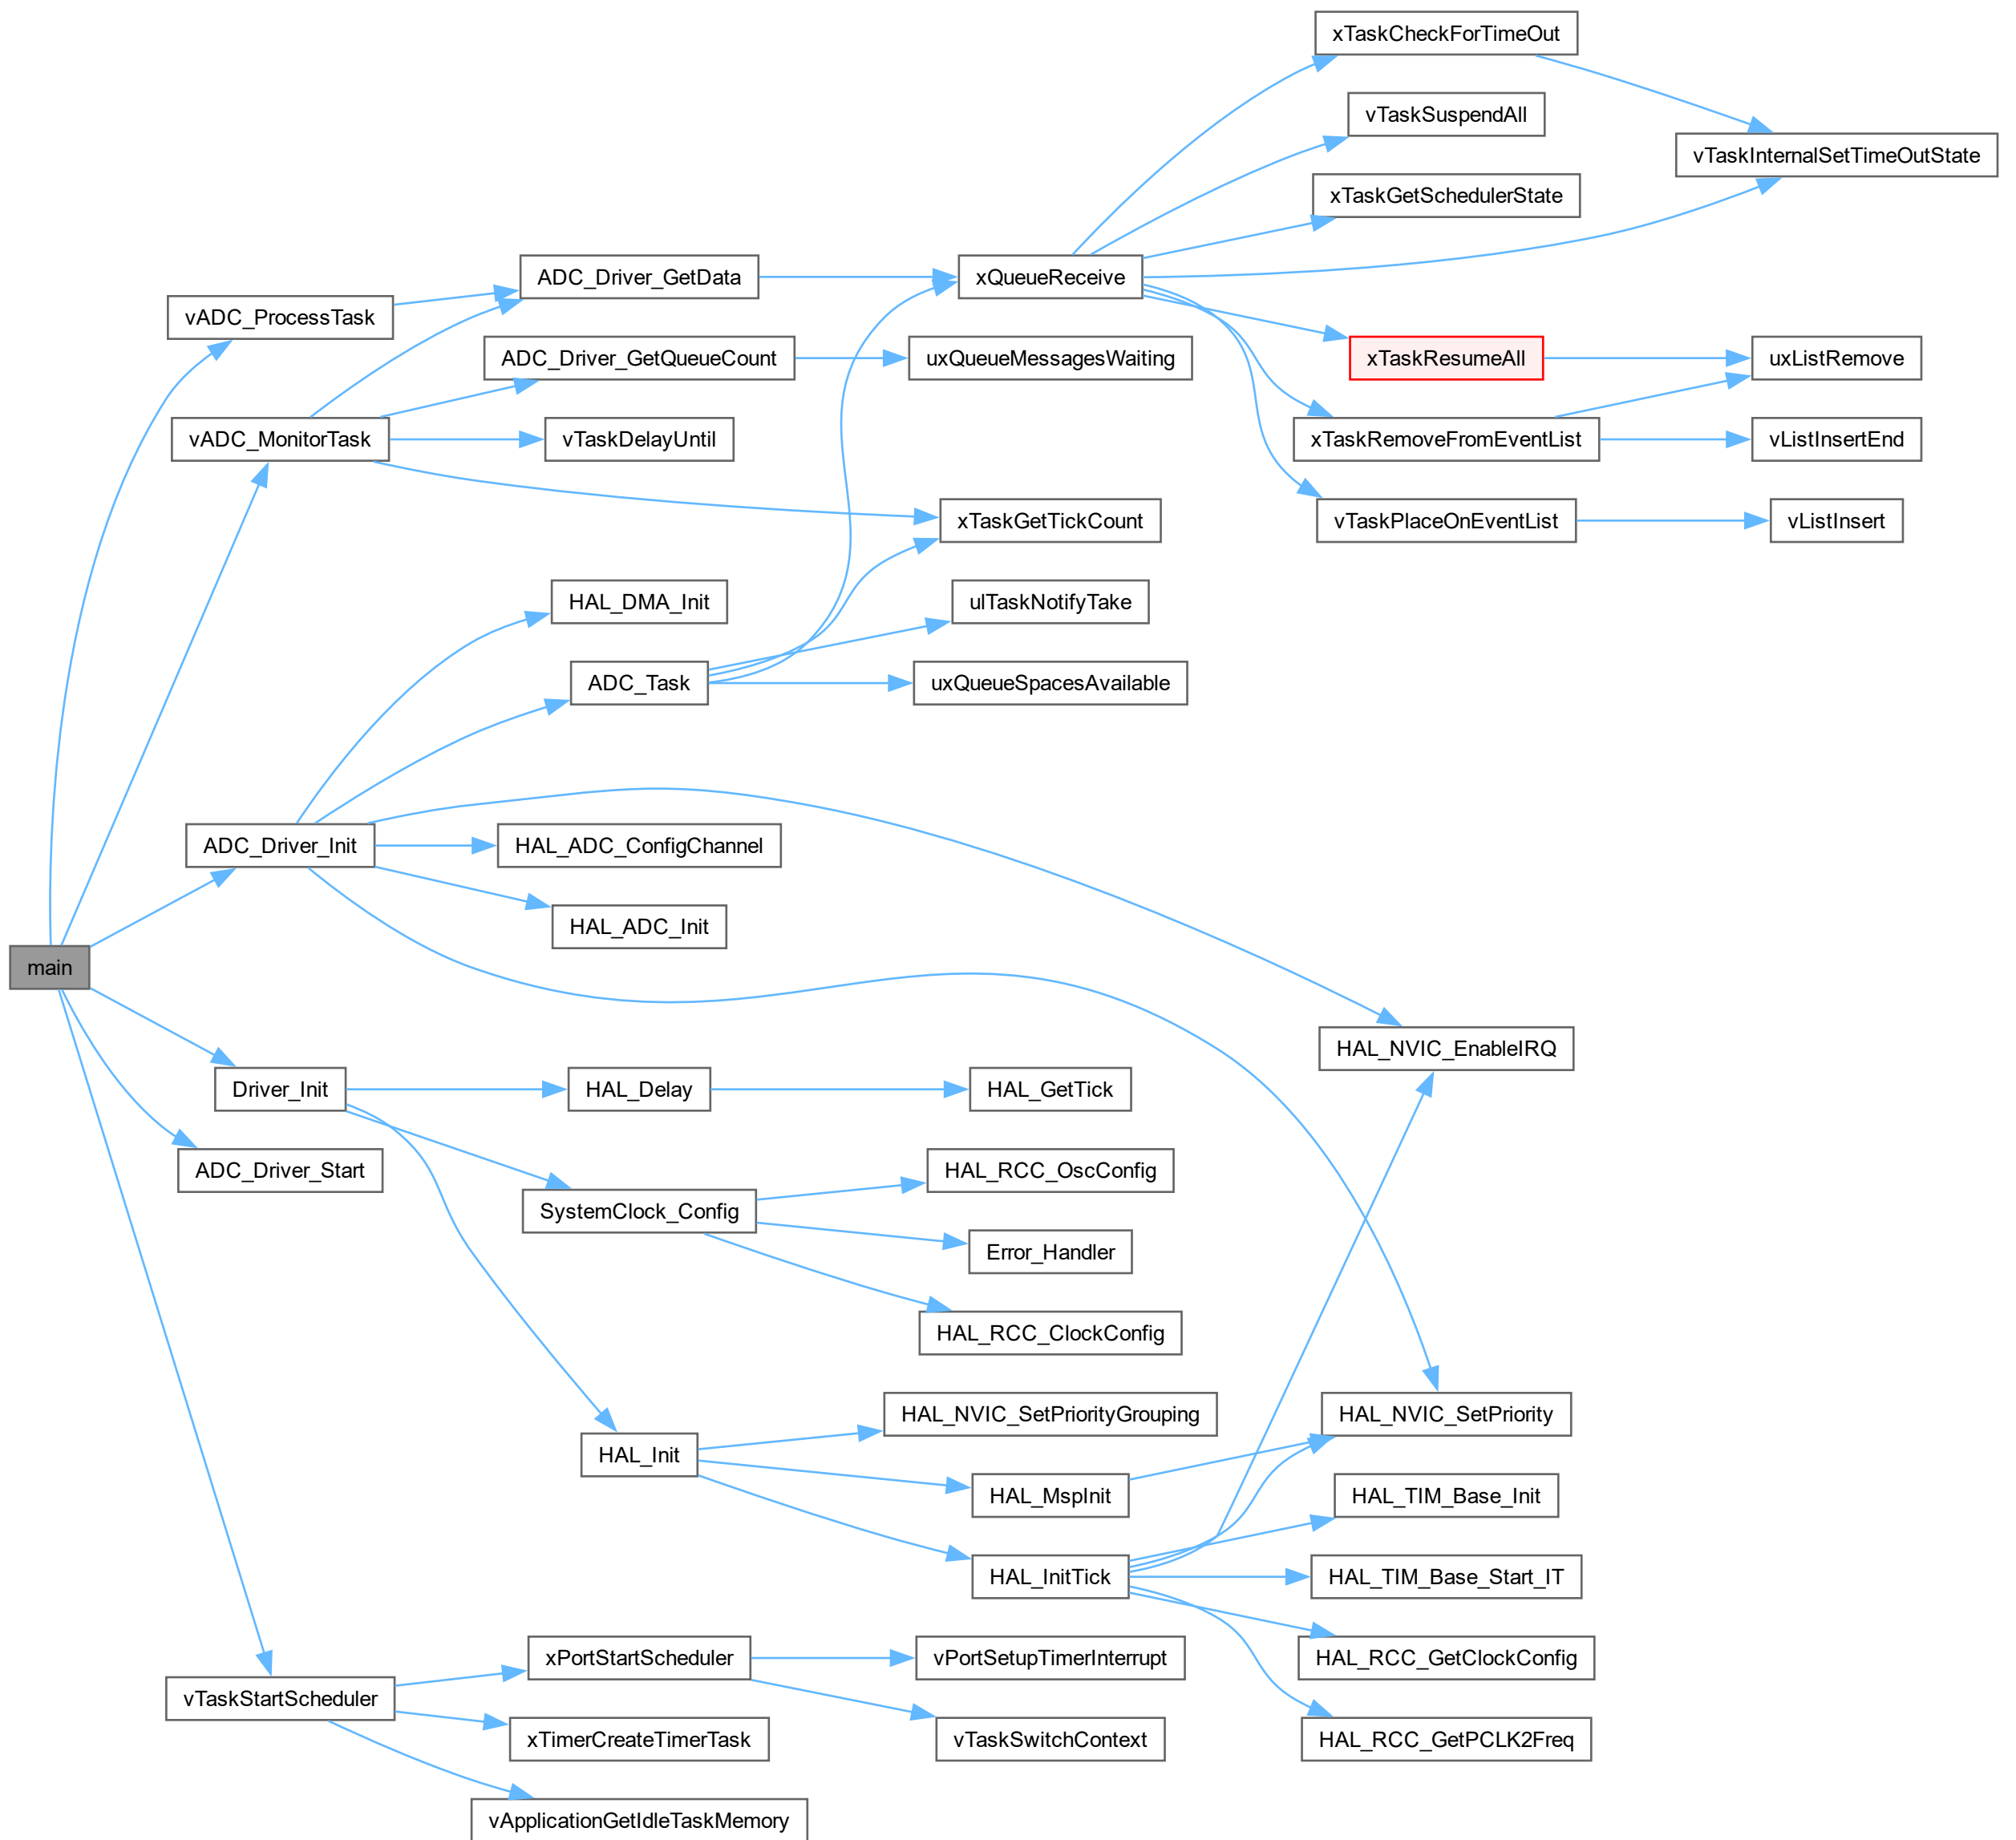 xTaskCheckForTimeOut
vTaskSuspendAll
vTaskInternalSetTimeOutState
xTaskGetSchedulerState
ADC_Driver_GetData
xQueueReceive
vADC_ProcessTask
ADC_Driver_GetQueueCount
uxQueueMessagesWaiting
xTaskResumeAll
uxListRemove
vADC_MonitorTask
vTaskDelayUntil
xTaskRemoveFromEventList
vListInsertEnd
xTaskGetTickCount
vTaskPlaceOnEventList
vListInsert
HAL_DMA_Init
ulTaskNotifyTake
ADC_Task
uxQueueSpacesAvailable
ADC_Driver_Init
HAL_ADC_ConfigChannel
HAL_ADC_Init
main
HAL_NVIC_EnableIRQ
Driver_Init
HAL_Delay
HAL_GetTick
ADC_Driver_Start
HAL_RCC_OscConfig
SystemClock_Config
Error_Handler
HAL_RCC_ClockConfig
HAL_NVIC_SetPriorityGrouping
HAL_NVIC_SetPriority
HAL_Init
HAL_MspInit
HAL_TIM_Base_Init
HAL_InitTick
HAL_TIM_Base_Start_IT
xPortStartScheduler
vPortSetupTimerInterrupt
HAL_RCC_GetClockConfig
vTaskStartScheduler
xTimerCreateTimerTask
vTaskSwitchContext
HAL_RCC_GetPCLK2Freq
vApplicationGetIdleTaskMemory